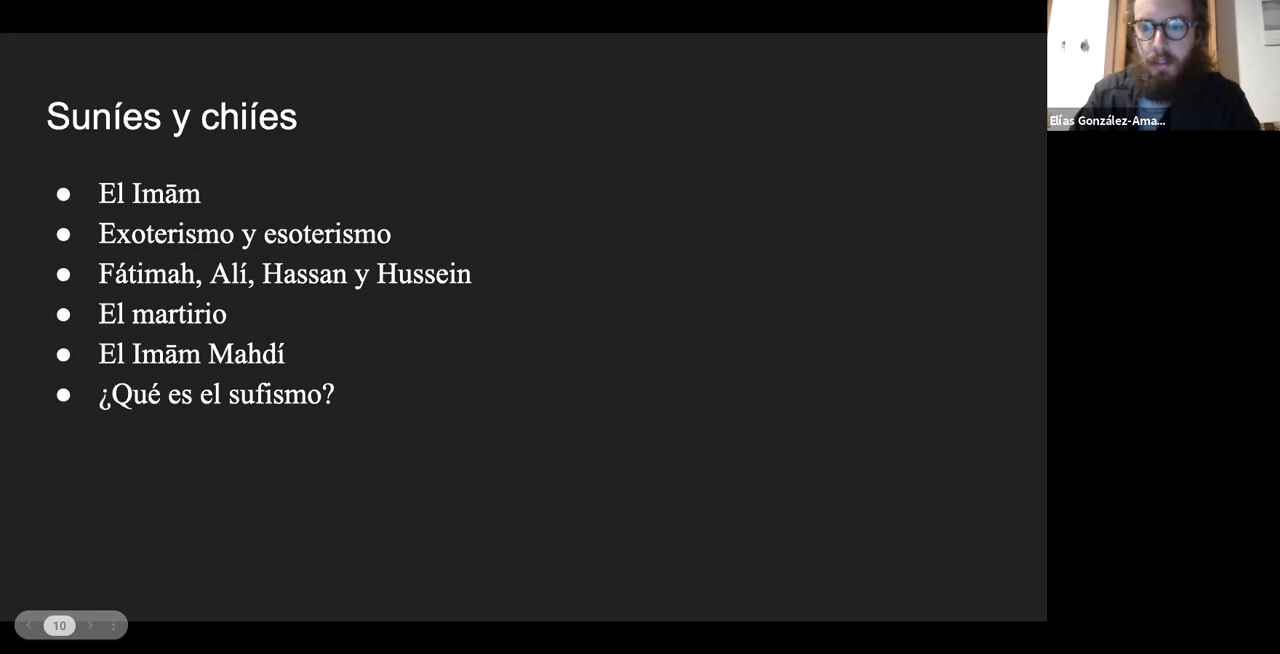 Suníes y chiíes
● El Imām
● Exoterismo y esoterismo
● Fátimah, Alí, Hassan y Hussein
● El martirio
● El Imām Mahdí
● ¿Qué es el sufismo?
Elías González-Ama...
10